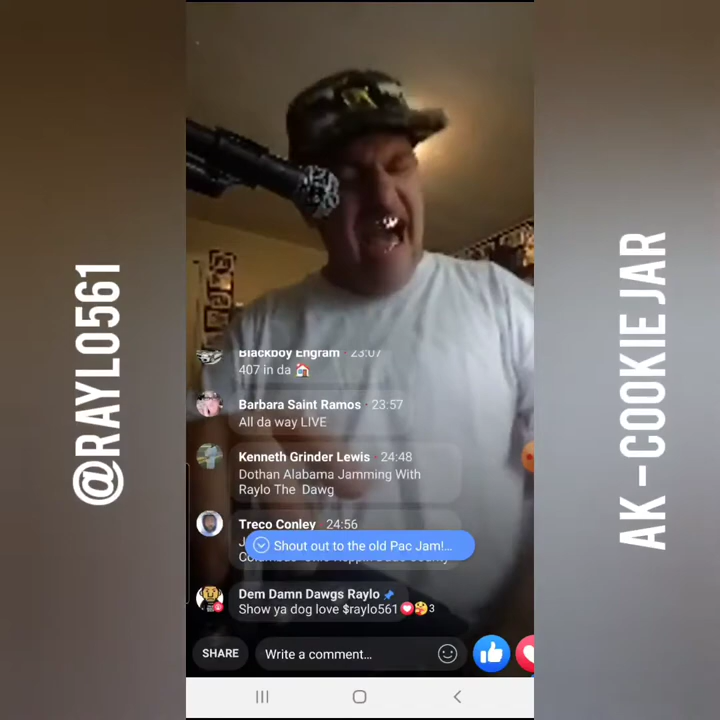 @RAYLO561
Blackboy Engram · 23:07
407 in da 🏠
Barbara Saint Ramos · 23:57
All da way LIVE
Kenneth Grinder Lewis · 24:48
Dothan Alabama Jamming With
Raylo The Dawg
Treco Conley · 24:56
Shout out to the old Pac Jam!...
Dem Damn Dawgs Raylo 📌
Show ya dog love $raylo561❤️🥰3
SHARE
Write a comment...
AK-COOKIEJAR